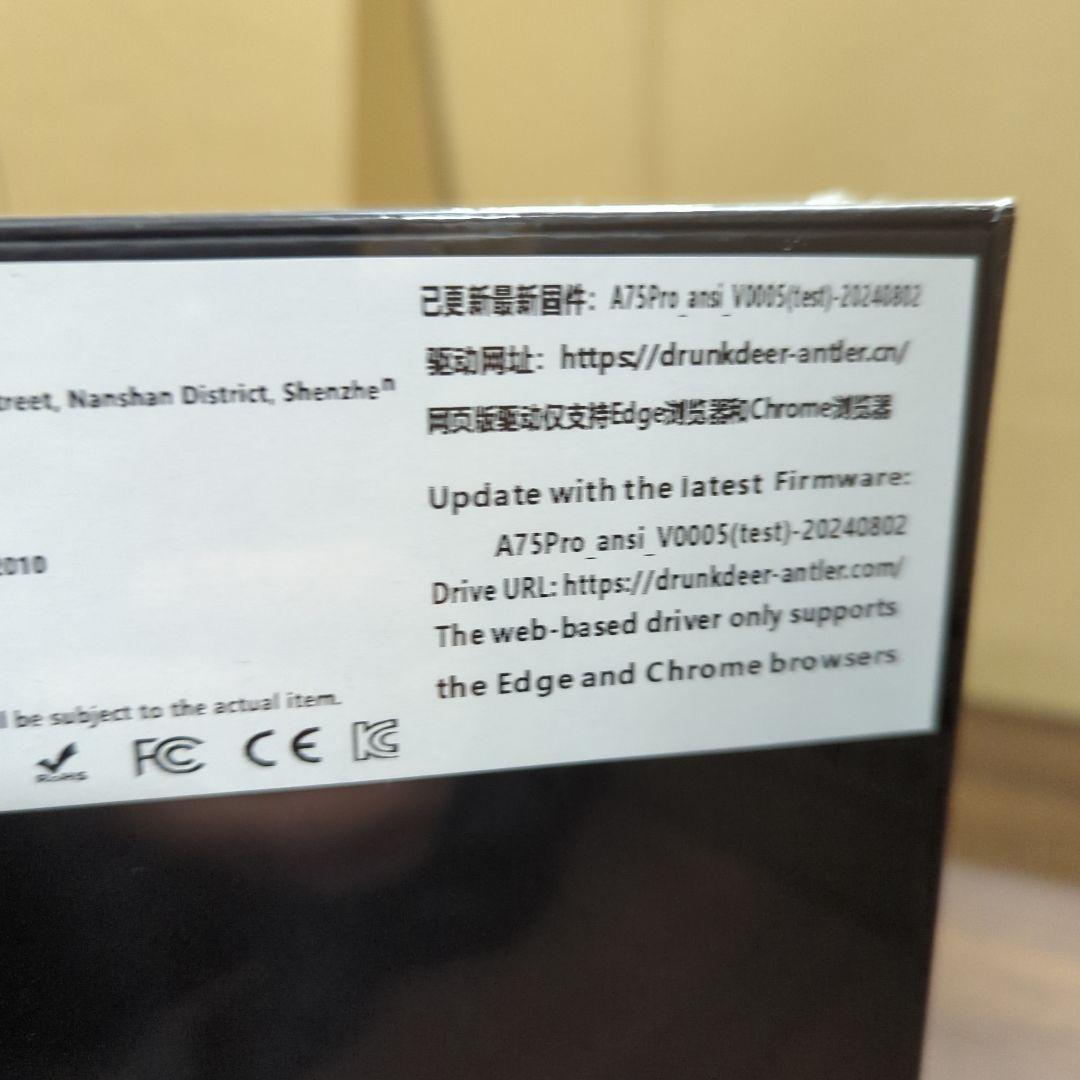 已更新最新固件：A75Pro_ansi_V0005(test)-20240802
驱动网址：https://drunkdeer-antler.cn/
网页版驱动仅支持Edge浏览器和Chrome浏览器
Nanshan District, Shenzhen
Update with the latest Firmware:
A75Pro_ansi_V0005(test)-20240802
2010
Drive URL: https://drunkdeer-antler.com/
The web-based driver only supports
the Edge and Chrome browsers
be subject to the actual item.
RoHS FC CE KC